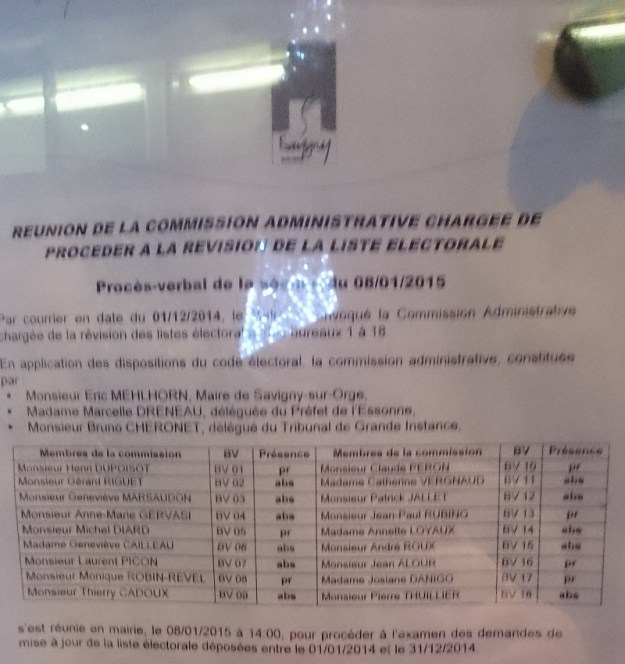 Savigny
REUNION DE LA COMMISSION ADMINISTRATIVE CHARGEE DE
PROCEDER A LA REVISION DE LA LISTE ELECTORALE
Procès-verbal de la du 08/01/2015
Par courrier en date du 01/12/2014, le la Commission Administrative
chargée de la révision des listes bureaux 1 à 18
En application des dispositions du code électoral, la commission administrative, constituée
par
• Monsieur Eric MEHLHORN, Maire de Savigny-sur-Orge,
• Madame Marcelle DRENEAU, déléguée du Préfet de l'Essonne,
• Monsieur Bruno CHERONET, délégué du Tribunal de Grande Instance,
Membres de la commission BV Présence Membres de la commission BV Présence
Monsieur Henri DUPOISOT BV 01 pr Monsieur Claude PERON BV 10 pr
Monsieur Gérard RIGUET BV 02 abs Madame Catherine VERGNAUD BV 11 abs
Monsieur Geneviève MARSAUDON BV 03 abs Monsieur Patrick JALLET BV 12 abs
Monsieur Anne-Marie GERVASI BV 04 abs Monsieur Jean-Paul RUBINO BV 13 pr
Monsieur Michel DIARD BV 05 pr Madame Annette LOYAUX BV 14 abs
Madame Geneviève CAILLEAU BV 06 abs Monsieur André ROUX BV 15 abs
Monsieur Laurent PICON BV 07 abs Monsieur Jean ALOUR BV 16 pr
Monsieur Monique ROBIN-REVEL BV 08 pr Madame Josiane DANIGO BV 17 pr
Monsieur Thierry CADOUX BV 09 abs Monsieur Pierre THUILLIER BV 18 abs
s'est réunie en mairie, le 08/01/2015 à 14.00, pour procéder à l'examen des demandes de
mise à jour de la liste électorale déposées entre le 01/01/2014 et le 31/12/2014.